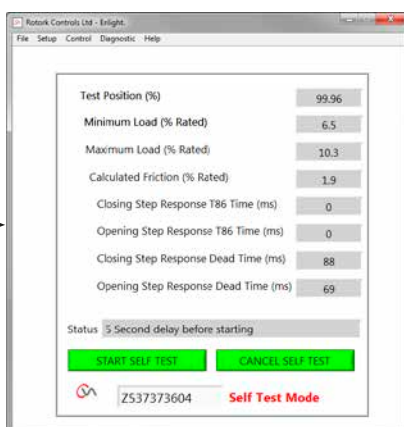 Rotork Controls Ltd - Enlight.
File Setup Control Diagnostic Help
Test Position (%) 99.96
Minimum Load (% Rated) 6.5
Maximum Load (% Rated) 10.3
Calculated Friction (% Rated) 1.9
Closing Step Response T86 Time (ms) 0
Opening Step Response T86 Time (ms) 0
Closing Step Response Dead Time (ms) 88
Opening Step Response Dead Time (ms) 69
Status 5 Second delay before starting
START SELF TEST CANCEL SELF TEST
Z537373604 Self Test Mode